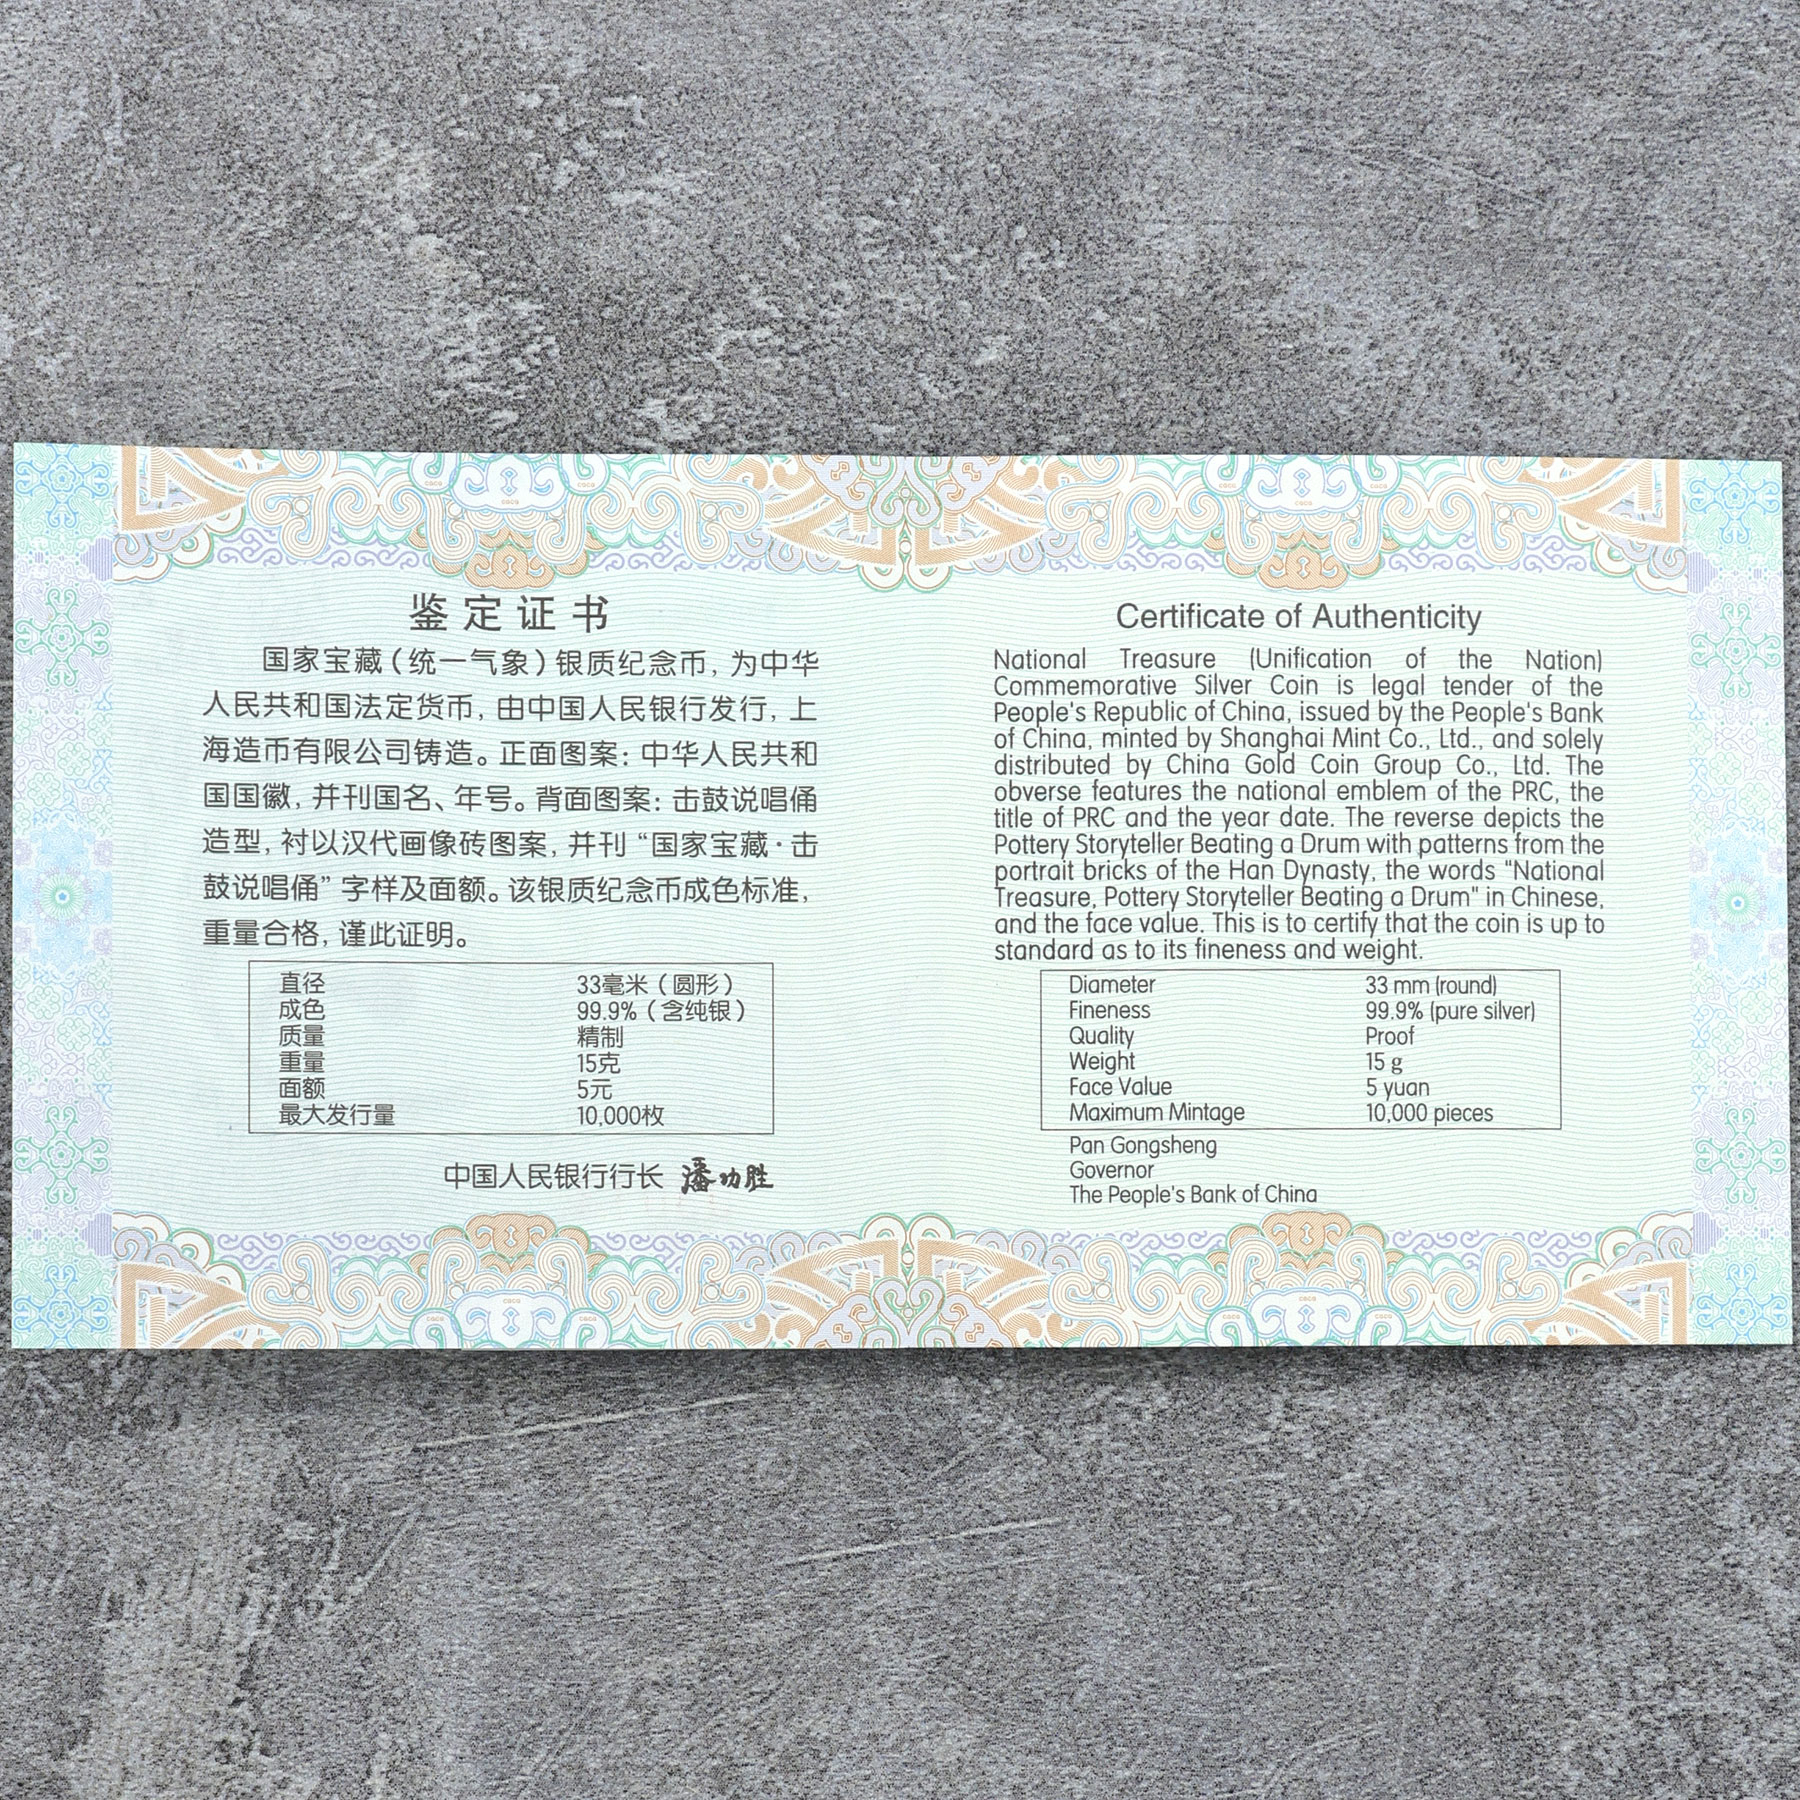 鉴定证书
国家宝藏（统一气象）银质纪念币，为中华
人民共和国法定货币，由中国人民银行发行，上
海造币有限公司铸造。正面图案：中华人民共和
国国徽，并刊国名、年号。背面图案：击鼓说唱俑
造型，衬以汉代画像砖图案，并刊“国家宝藏·击
鼓说唱俑”字样及面额。该银质纪念币成色标准，
重量合格，谨此证明。
直径 33毫米（圆形）
成色 99.9%（含纯银）
质量 精制
重量 15克
面额 5元
最大发行量 10,000枚
中国人民银行行长 潘功胜
Certificate of Authenticity
National Treasure (Unification of the Nation)
Commemorative Silver Coin is legal tender of the
People's Republic of China, issued by the People's Bank
of China, minted by Shanghai Mint Co., Ltd., and solely
distributed by China Gold Coin Group Co., Ltd. The
obverse features the national emblem of the PRC, the
title of PRC and the year date. The reverse depicts the
Pottery Storyteller Beating a Drum with patterns from the
portrait bricks of the Han Dynasty, the words "National
Treasure, Pottery Storyteller Beating a Drum" in Chinese,
and the face value. This is to certify that the coin is up to
standard as to its fineness and weight.
Diameter 33 mm (round)
Fineness 99.9% (pure silver)
Quality Proof
Weight 15 g
Face Value 5 yuan
Maximum Mintage 10,000 pieces
Pan Gongsheng
Governor
The People's Bank of China